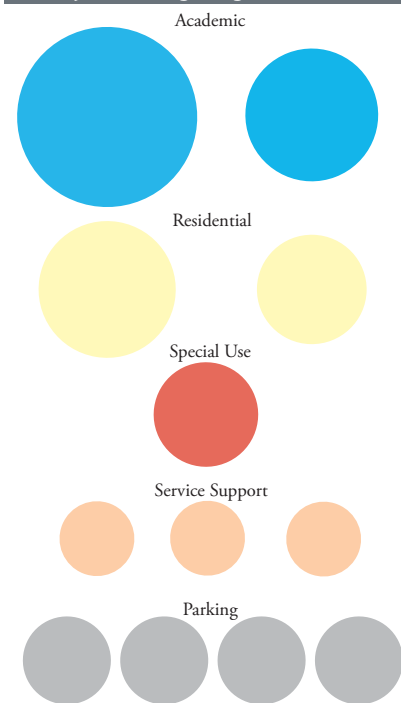 Academic
Residential
Special Use
Service Support
Parking